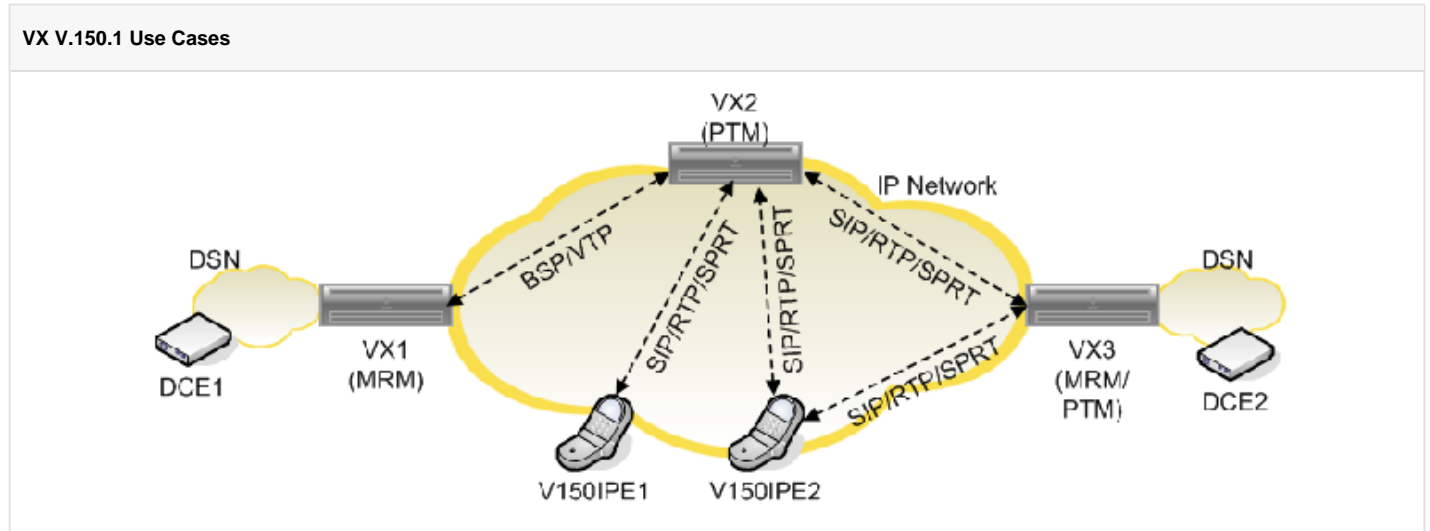 VX V.150.1 Use Cases
VX2
(PTM)
IP Network
DSN
DSN
BSP/VTP
SIP/RTP/SPRT
SIP/RTP/SPRT
SIP/RTP/SPRT
SIP/RTP/SPRT
VX1
(MRM)
VX3
(MRM/
PTM)
DCE1
DCE2
V150IPE1
V150IPE2